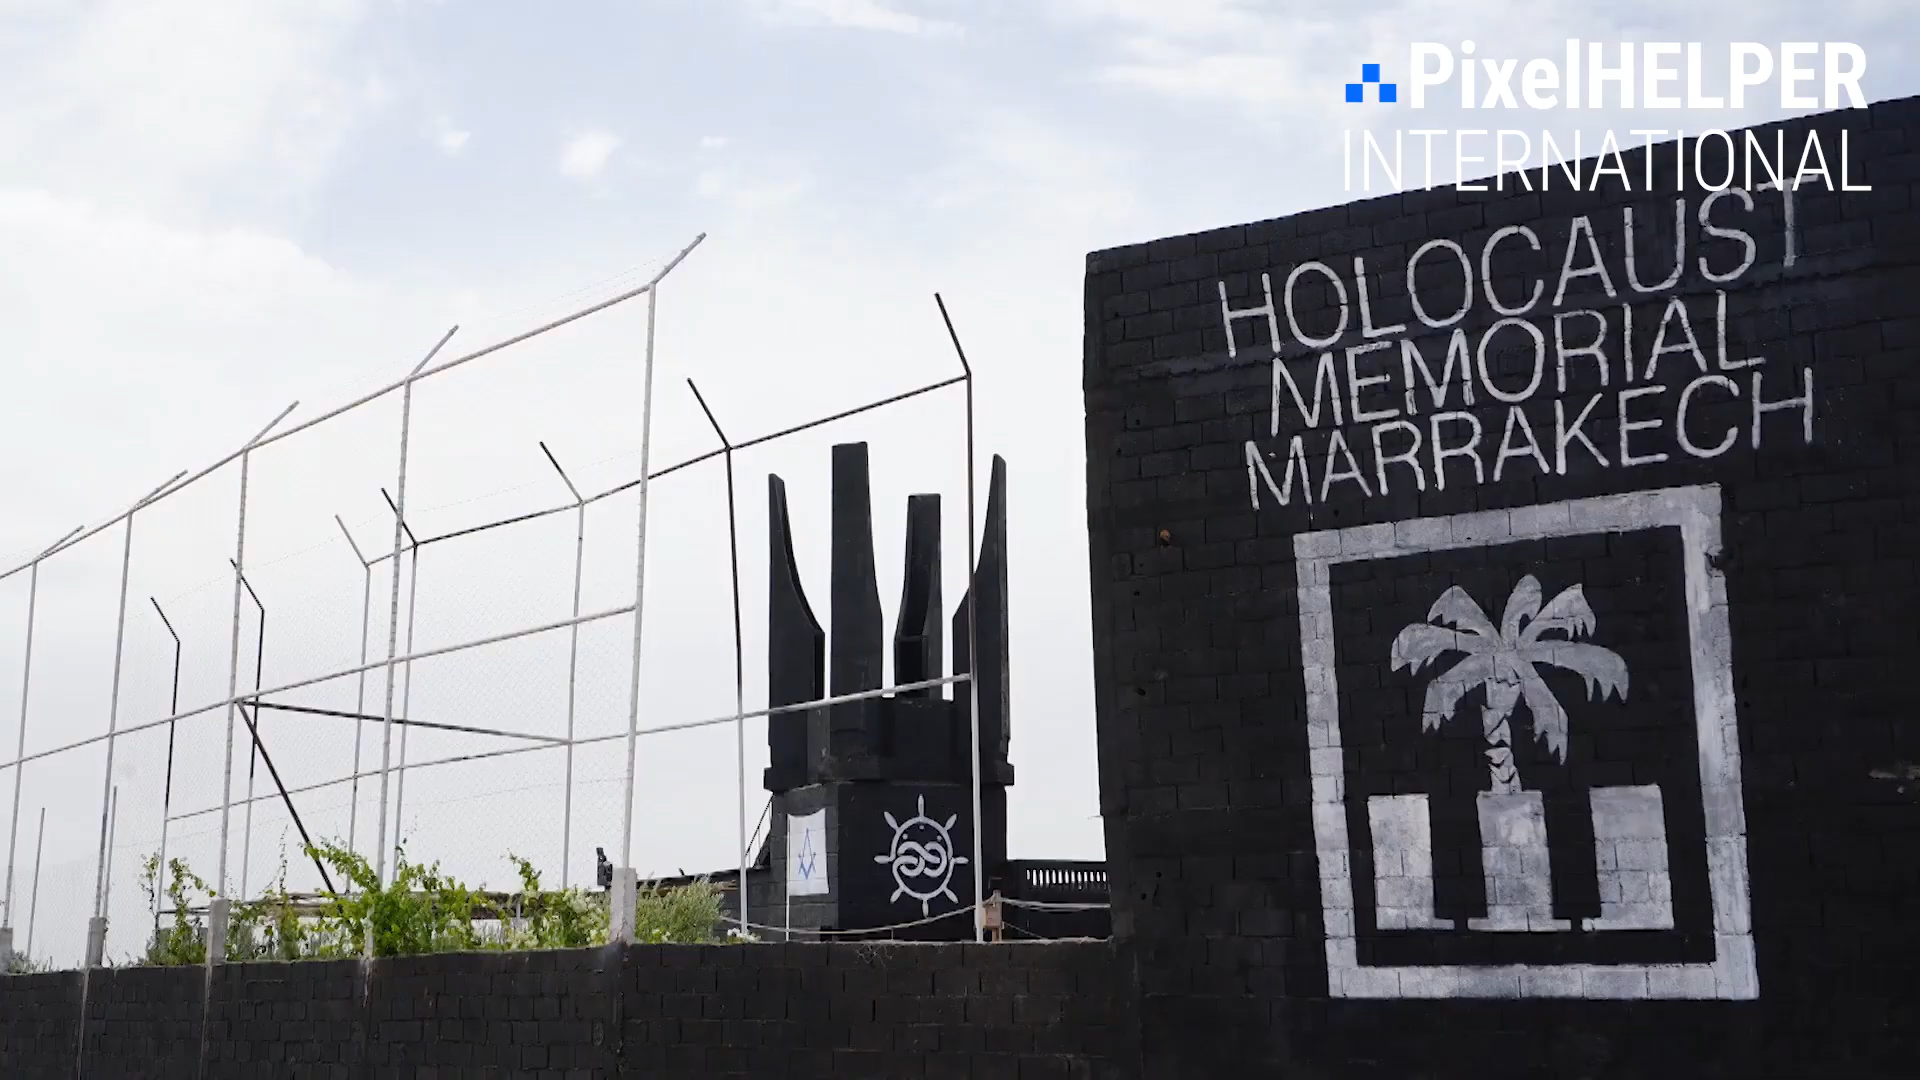 PixelHELPER
INTERNATIONAL
HOLOCAUST
MEMORIAL
MARRAKECH